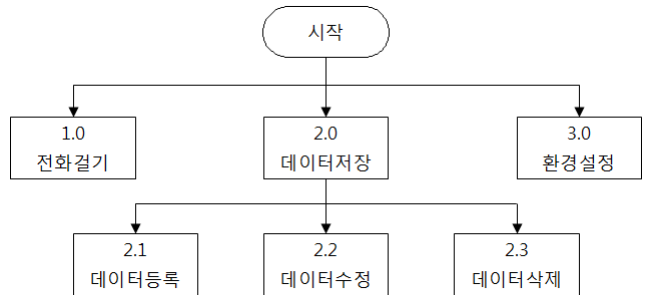 시작
1.0
전화걸기
2.0
데이터저장
3.0
환경설정
2.1
데이터등록
2.2
데이터수정
2.3
데이터삭제